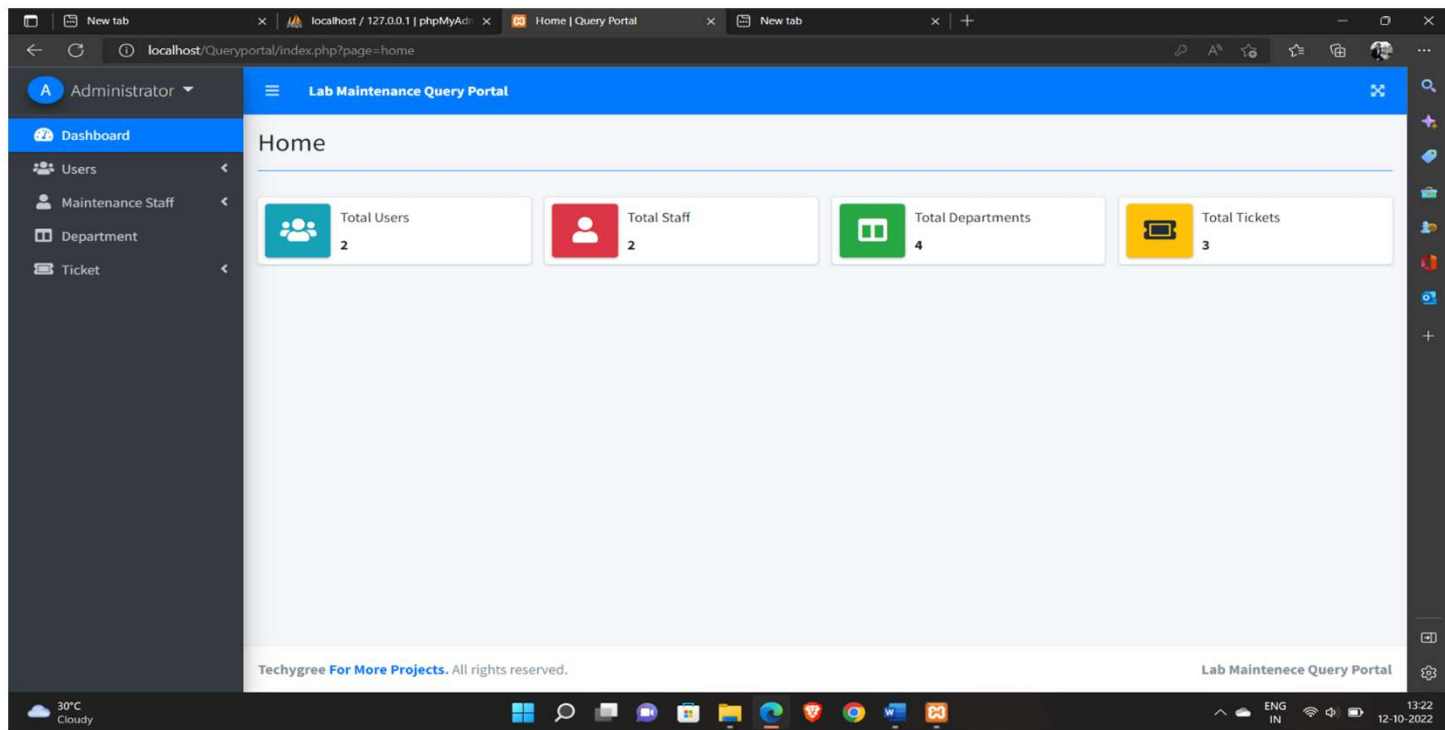 New tab
localhost / 127.0.0.1 | phpMyAdm
Home | Query Portal
New tab
localhost/Queryportal/index.php?page=home
A Administrator
Lab Maintenance Query Portal
Dashboard
Users
Maintenance Staff
Department
Ticket
Home
Total Users
2
Total Staff
2
Total Departments
4
Total Tickets
3
Techygree For More Projects. All rights reserved.
Lab Maintenece Query Portal
30°C
Cloudy
ENG
IN
13:22
12-10-2022